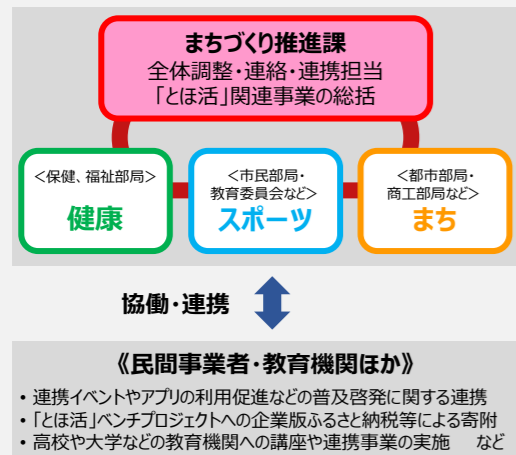 まちづくり推進課
全体調整・連絡・連携担当
「とほ活」関連事業の総括
＜保健、福祉部局＞
健康
＜市民部局・
教育委員会など＞
スポーツ
＜都市部局・
商工部局など＞
まち
協働・連携
《民間事業者・教育機関ほか》
• 連携イベントやアプリの利用促進などの普及啓発に関する連携
• 「とほ活」ベンチプロジェクトへの企業版ふるさと納税等による寄附
• 高校や大学などの教育機関への講座や連携事業の実施　など